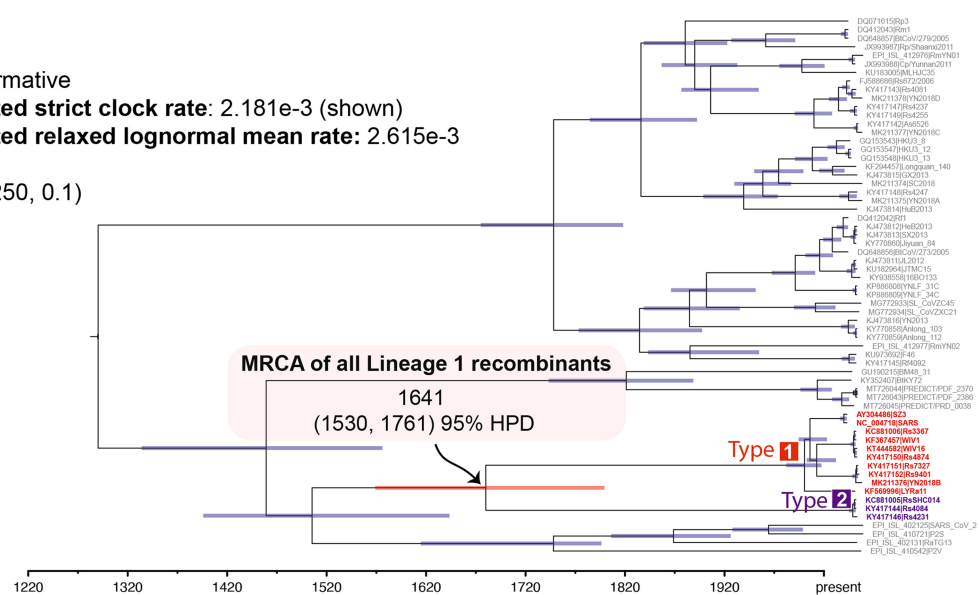 rmative
ed strict clock rate: 2.181e-3 (shown)
ed relaxed lognormal mean rate: 2.615e-3
50, 0.1)
MRCA of all Lineage 1 recombinants
1641
(1530, 1761) 95% HPD
Type 1
Type 2
DQ071615|Rp3
DQ412043|Rm1
DQ648857|BtCoV/279/2005
JX993987|Rp/Shaanxi2011
EPI_ISL_412976|RmYN01
JX993988|Cp/Yunnan2011
KU183005|MLHJC35
FJ588686|Rs672/2006
KY417143|Rs4081
MK211378|YN2018D
KY417147|Rs4237
KY417149|Rs4255
KY417142|As6526
MK211377|YN2018C
GQ153543|HKU3_8
GQ153547|HKU3_12
GQ153548|HKU3_13
KF294457|Longquan_140
KJ473815|GX2013
MK211374|SC2018
KY417148|Rs4247
MK211375|YN2018A
KJ473814|HuB2013
DQ412042|Rf1
KJ473812|HeB2013
KJ473813|SX2013
KY770860|Jiyuan_84
DQ648856|BtCoV/273/2005
KJ473811|JL2012
KU182964|JTMC15
KY938558|16BO133
KP886808|YNLF_31C
KP886809|YNLF_34C
MG772933|SL_CoVZC45
MG772934|SL_CoVZXC21
KJ473816|YN2013
KY770858|Anlong_103
KY770859|Anlong_112
EPI_ISL_412977|RmYN02
KU973692|F46
KY417145|Rf4092
GU190215|BM48_31
KY352407|BtKY72
MT726044|PREDICT/PDF_2370
MT726043|PREDICT/PDF_2386
MT726045|PREDICT/PRD_0038
AY304486|SZ3
NC_004718|SARS
KC881006|Rs3367
KF367457|WIV1
KT444582|WIV16
KY417150|Rs4874
KY417151|Rs7327
KY417152|Rs9401
MK211376|YN2018B
KF569996|LYRa11
KC881005|RsSHC014
KY417144|Rs4084
KY417146|Rs4231
EPI_ISL_402125|SARS_CoV_2
EPI_ISL_410721|P2S
EPI_ISL_402131|RaTG13
EPI_ISL_410542|P2V
1220 1320 1420 1520 1620 1720 1820 1920 present